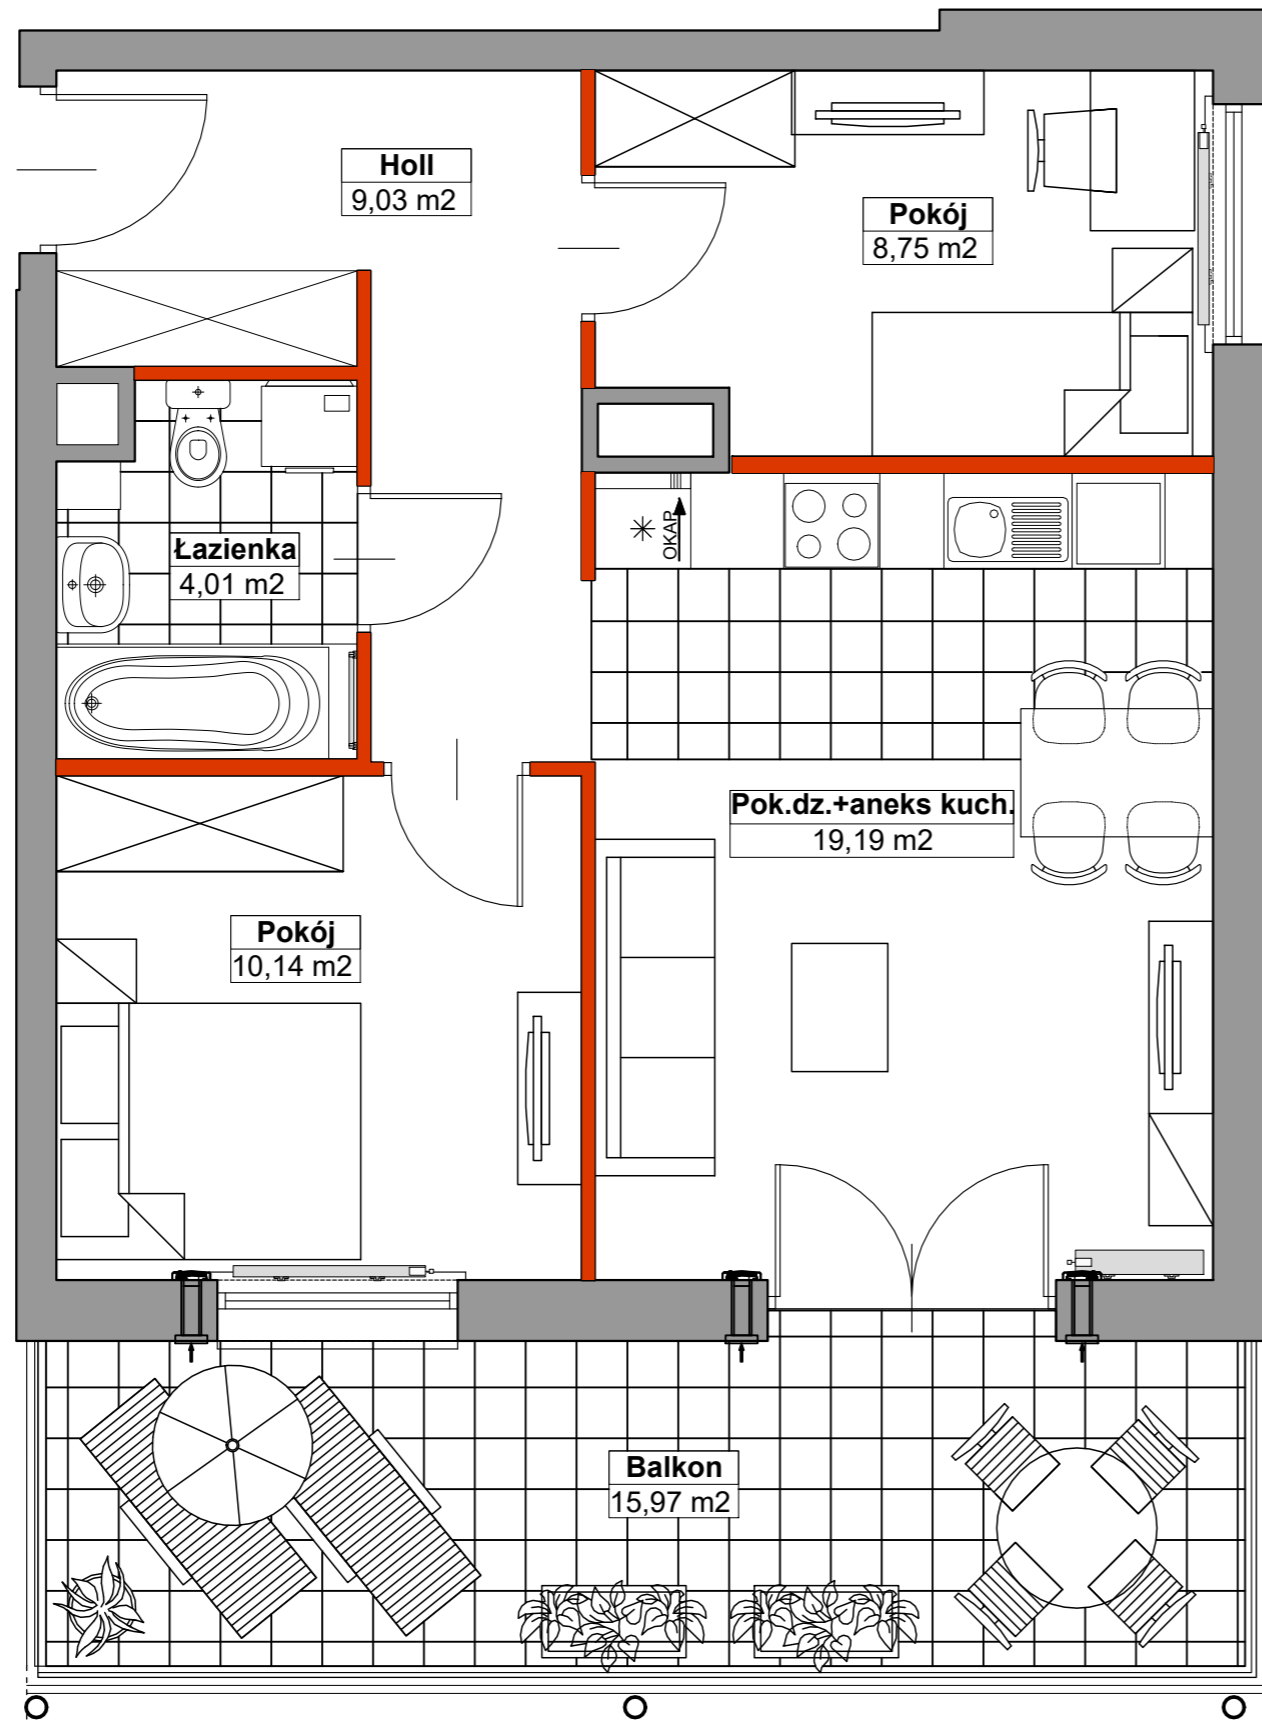 Holl
9,03 m2
Pokój
8,75 m2
OKAP
Łazienka
4,01 m2
Pok.dz.+aneks kuch.
19,19 m2
Pokój
10,14 m2
Balkon
15,97 m2